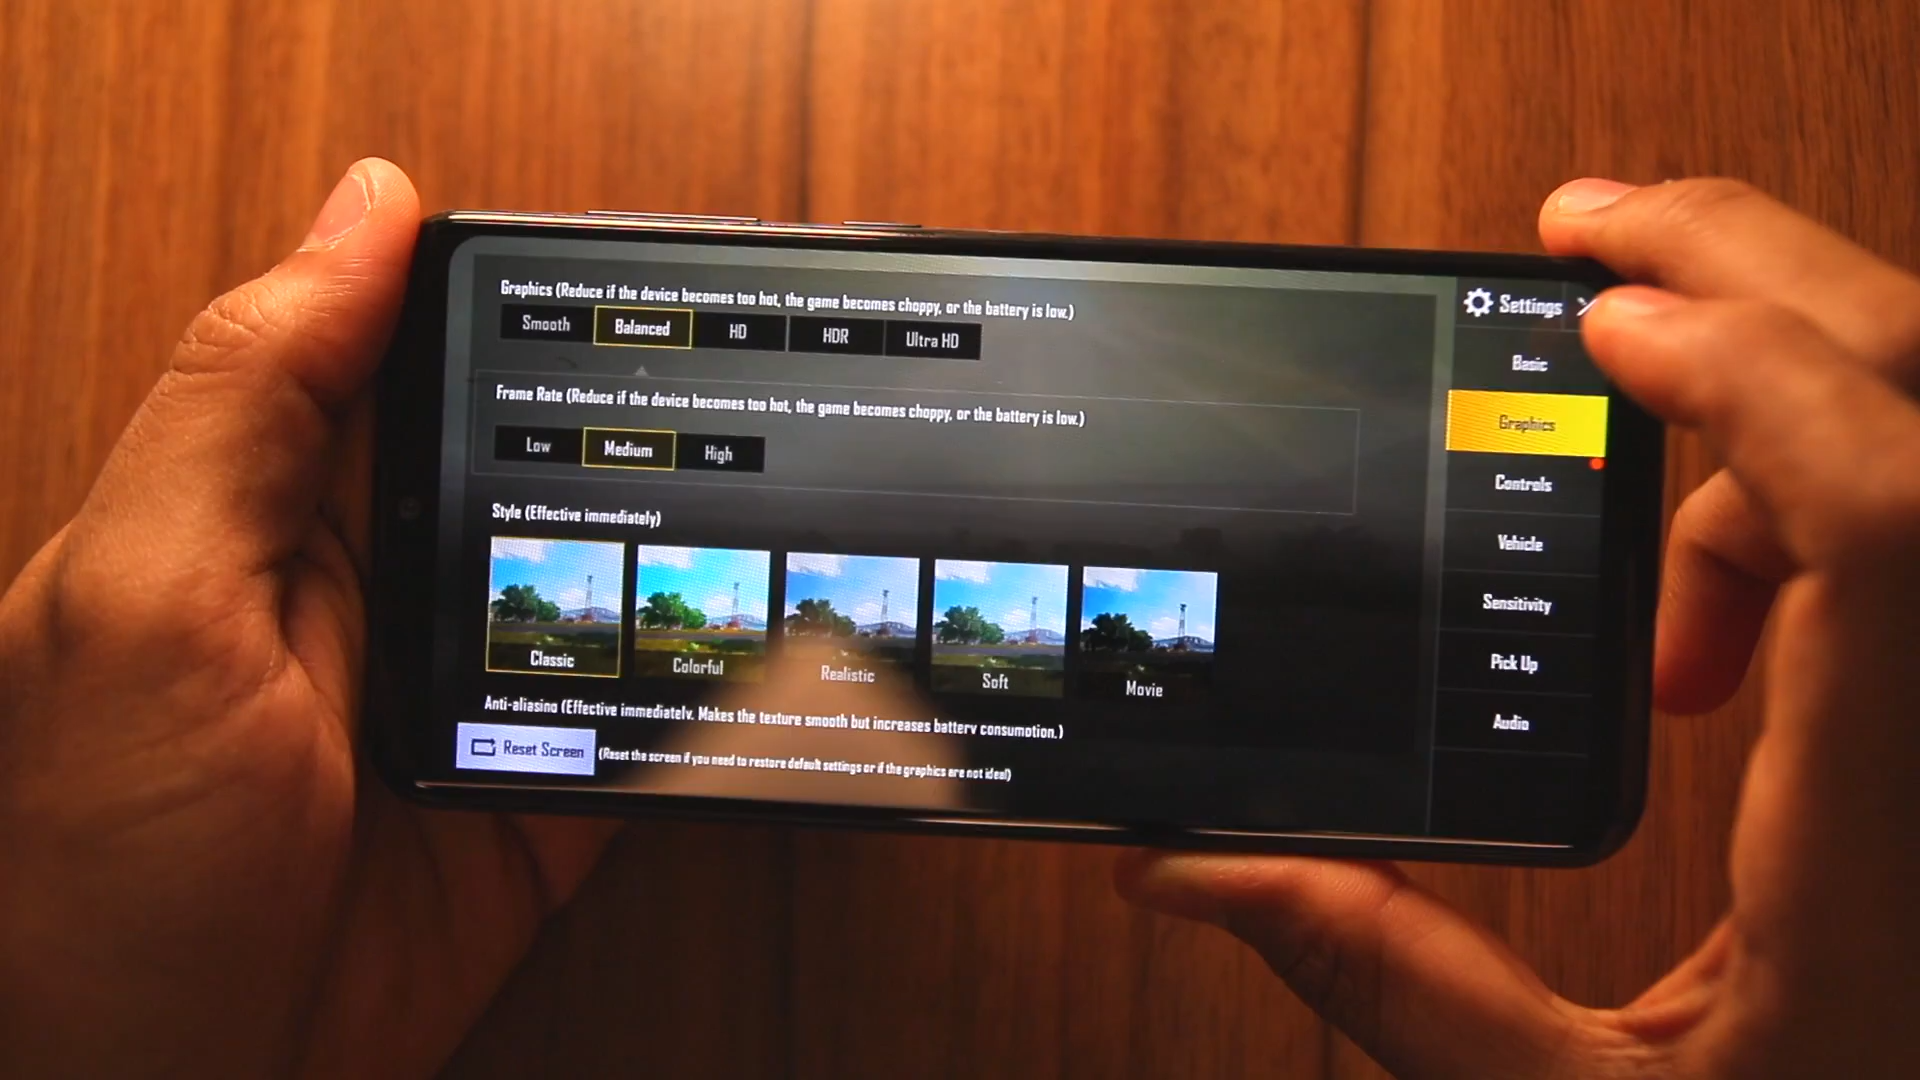 Graphics (Reduce if the device becomes too hot, the game becomes choppy, or the battery is low.)
Smooth
Balanced
HD
HDR
Ultra HD
Frame Rate (Reduce if the device becomes too hot, the game becomes choppy, or the battery is low.)
Low
Medium
High
Style (Effective immediately)
Classic
Colorful
Realistic
Soft
Movie
Anti-aliasing (Effective immediately. Makes the texture smooth but increases battery consumption.)
Reset Screen
(Reset the screen if you need to restore default settings or if the graphics are not ideal)
Settings
Basic
Graphics
Controls
Vehicle
Sensitivity
Pick Up
Audio